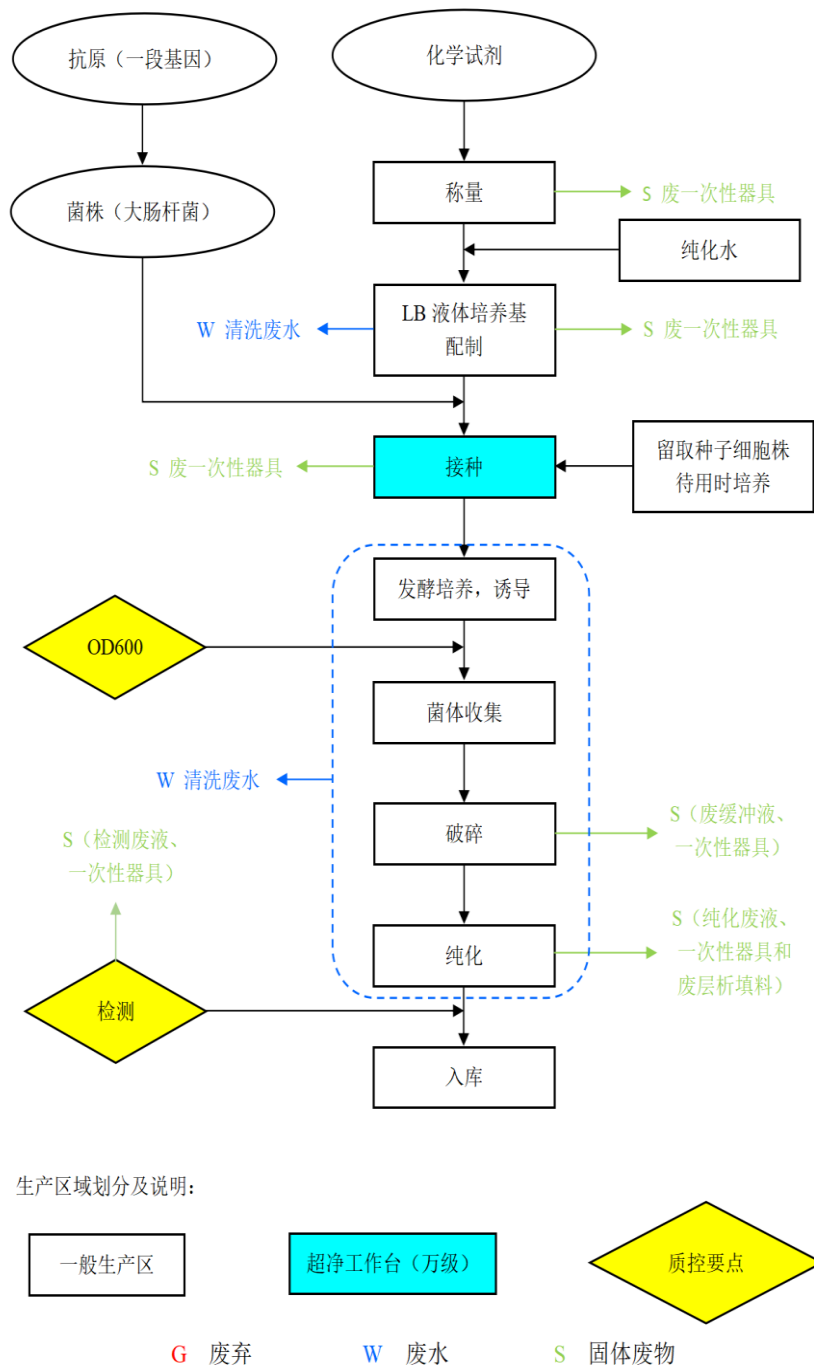 抗原（一段基因）
化学试剂
菌株（大肠杆菌）
称量
S 废一次性器具
纯化水
LB 液体培养基
配制
W 清洗废水
S 废一次性器具
接种
S 废一次性器具
留取种子细胞株
待用时培养
发酵培养，诱导
OD600
菌体收集
W 清洗废水
破碎
S（废缓冲液、
一次性器具）
S（检测废液、
一次性器具）
纯化
S（纯化废液、
一次性器具和
废层析填料）
检测
入库
生产区域划分及说明：
一般生产区
超净工作台（万级）
质控要点
G 废弃 W 废水 S 固体废物